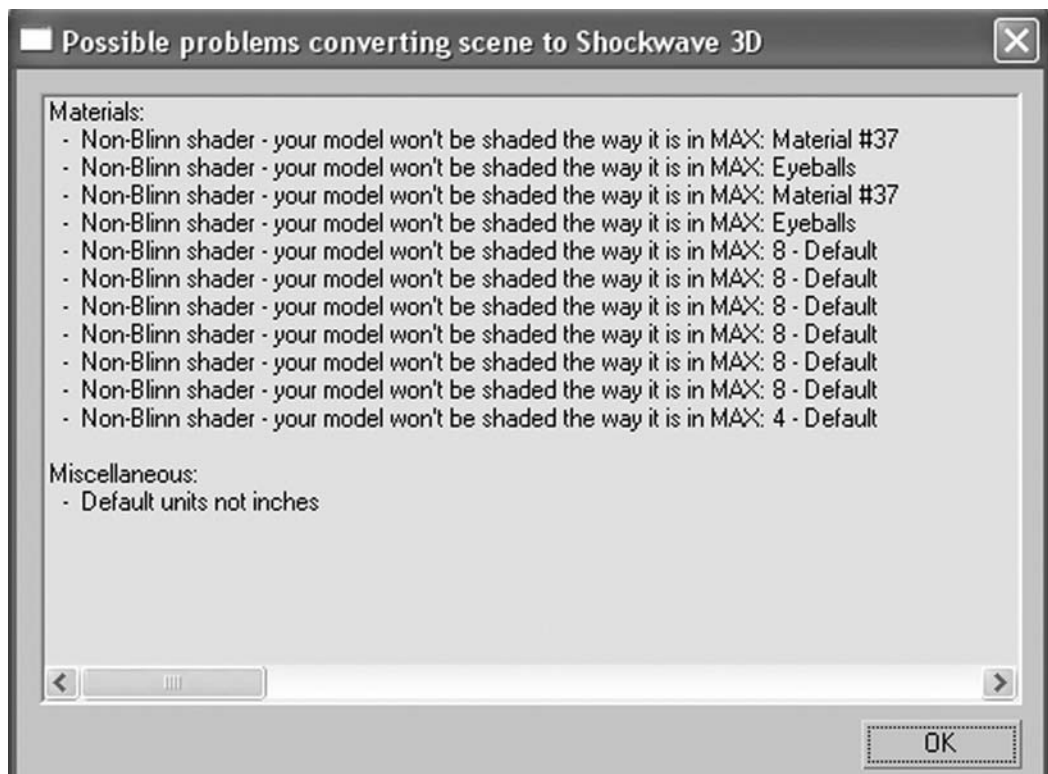 Possible problems converting scene to Shockwave 3D
Materials:
- Non-Blinn shader - your model won't be shaded the way it is in MAX: Material #37
- Non-Blinn shader - your model won't be shaded the way it is in MAX: Eyeballs
- Non-Blinn shader - your model won't be shaded the way it is in MAX: Material #37
- Non-Blinn shader - your model won't be shaded the way it is in MAX: Eyeballs
- Non-Blinn shader - your model won't be shaded the way it is in MAX: 8 - Default
- Non-Blinn shader - your model won't be shaded the way it is in MAX: 8 - Default
- Non-Blinn shader - your model won't be shaded the way it is in MAX: 8 - Default
- Non-Blinn shader - your model won't be shaded the way it is in MAX: 8 - Default
- Non-Blinn shader - your model won't be shaded the way it is in MAX: 8 - Default
- Non-Blinn shader - your model won't be shaded the way it is in MAX: 8 - Default
- Non-Blinn shader - your model won't be shaded the way it is in MAX: 4 - Default
Miscellaneous:
- Default units not inches
OK